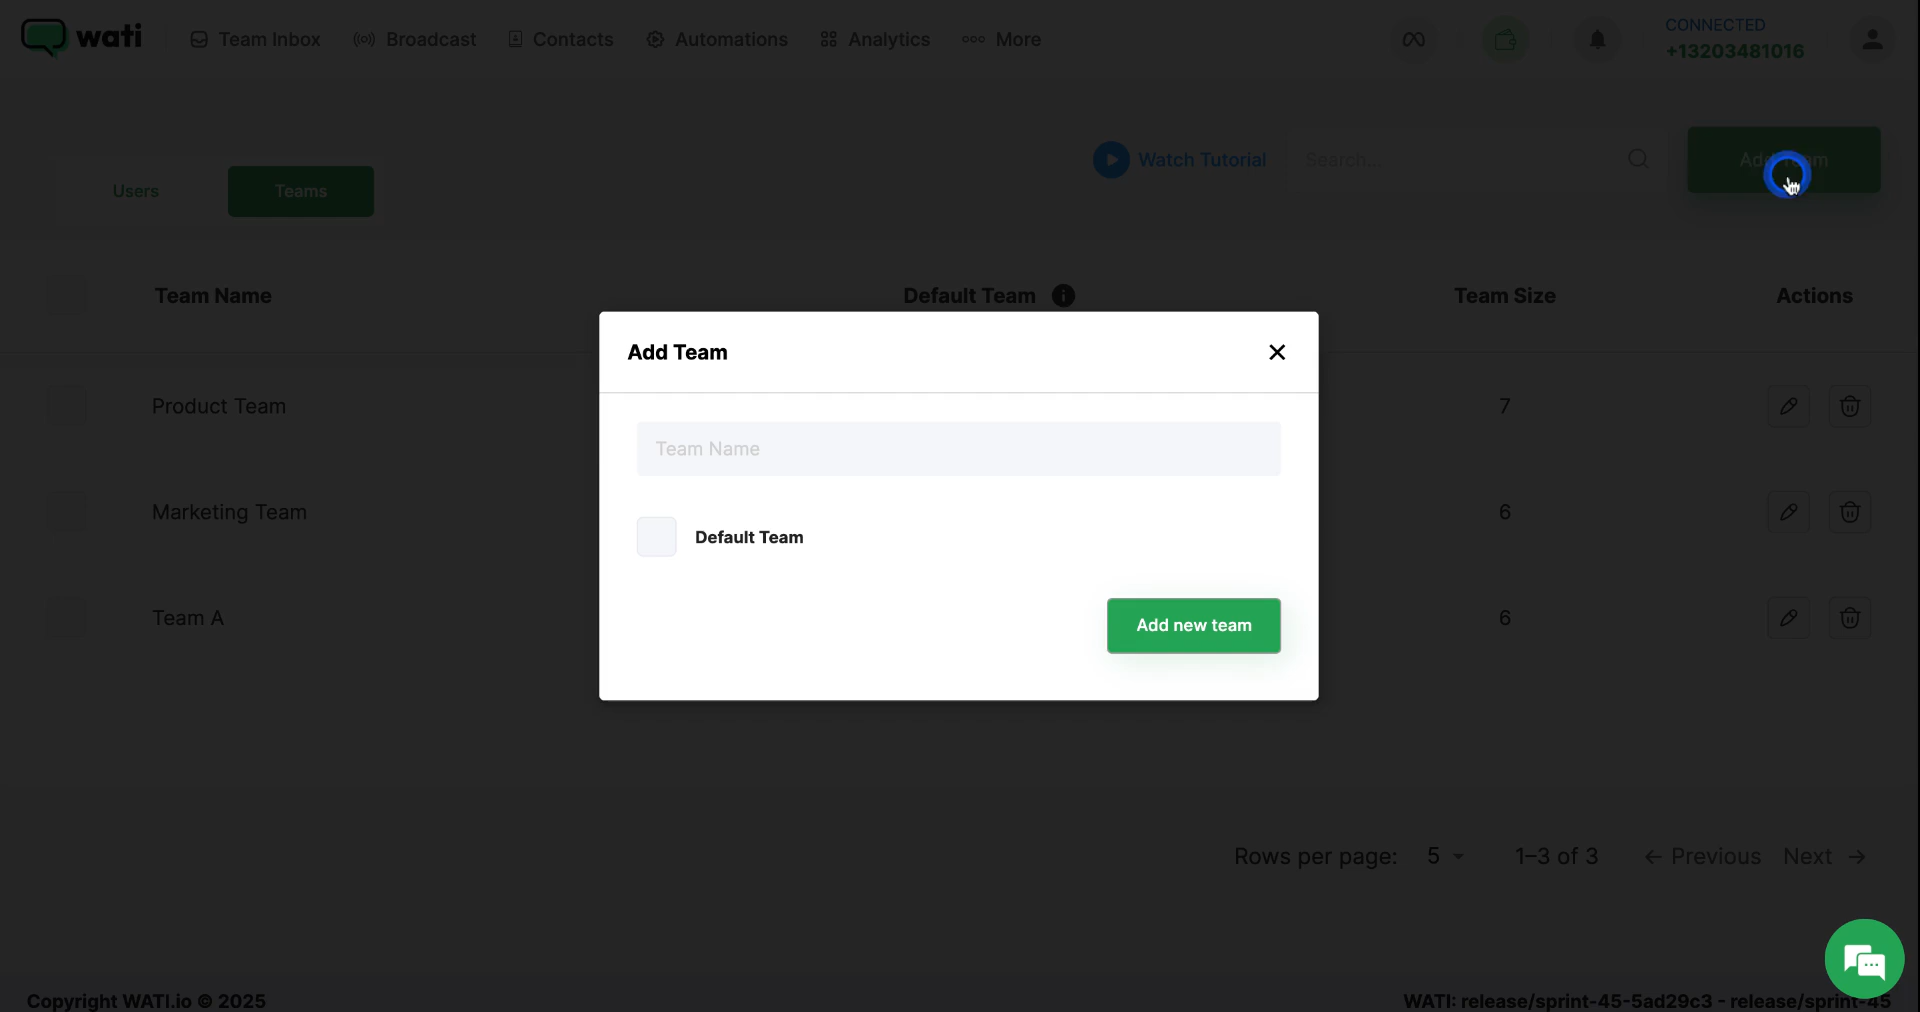 wati Team Inbox Broadcast Contacts Automations Analytics More CONNECTED
+13203481016
Watch Tutorial Search... Add Team
Users Teams
Team Name Default Team Team Size Actions
Add Team
Product Team 7
Team Name
Marketing Team 6
Default Team
Team A 6
Add new team
Rows per page: 5 1–3 of 3 ← Previous Next →
Copyright WATI.io © 2025 WATI: release/sprint-45-5ad29c3 - release/sprint-45